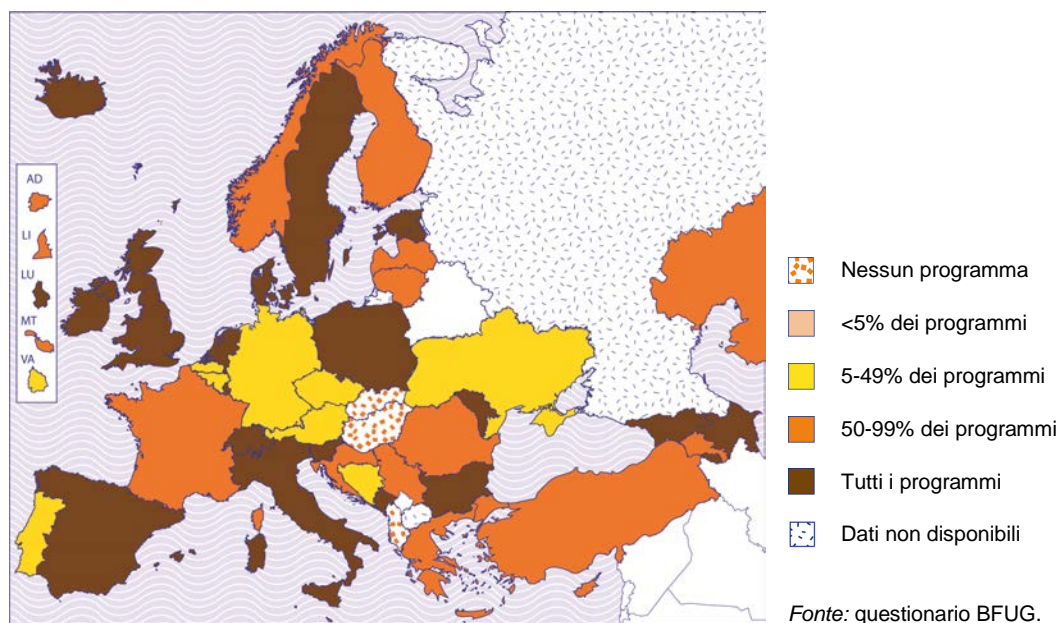 AD
LI
LU
MT
VA
Nessun programma
<5% dei programmi
5-49% dei programmi
50-99% dei programmi
Tutti i programmi
Dati non disponibili
Fonte: questionario BFUG.